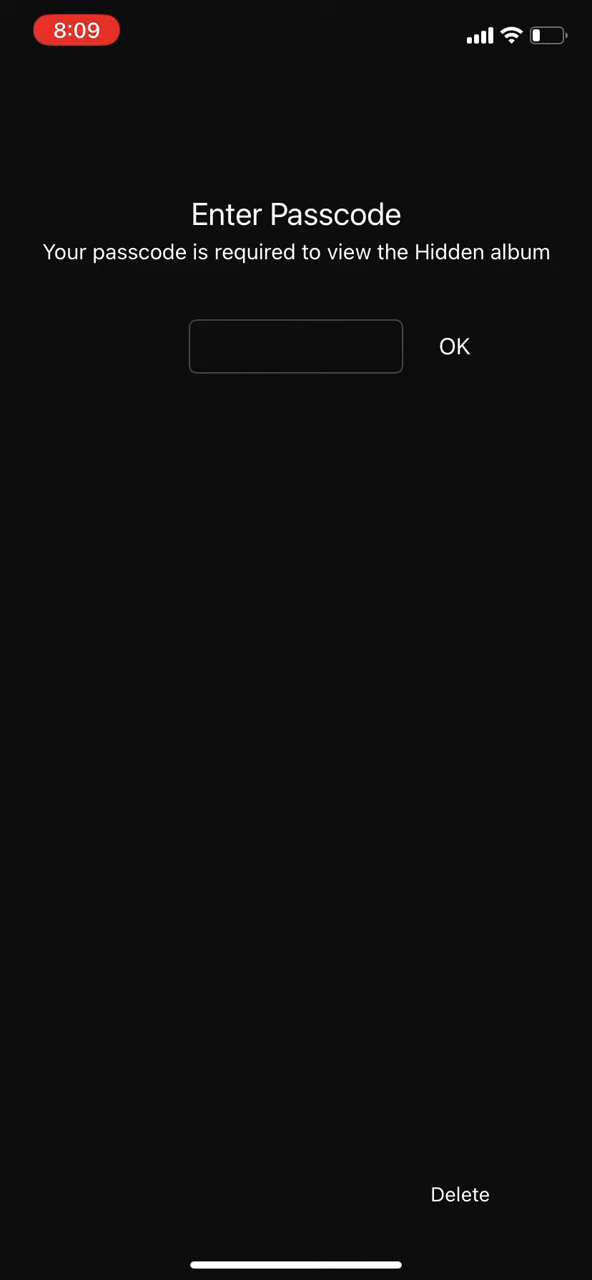 8:09
Enter Passcode
Your passcode is required to view the Hidden album
OK
Delete